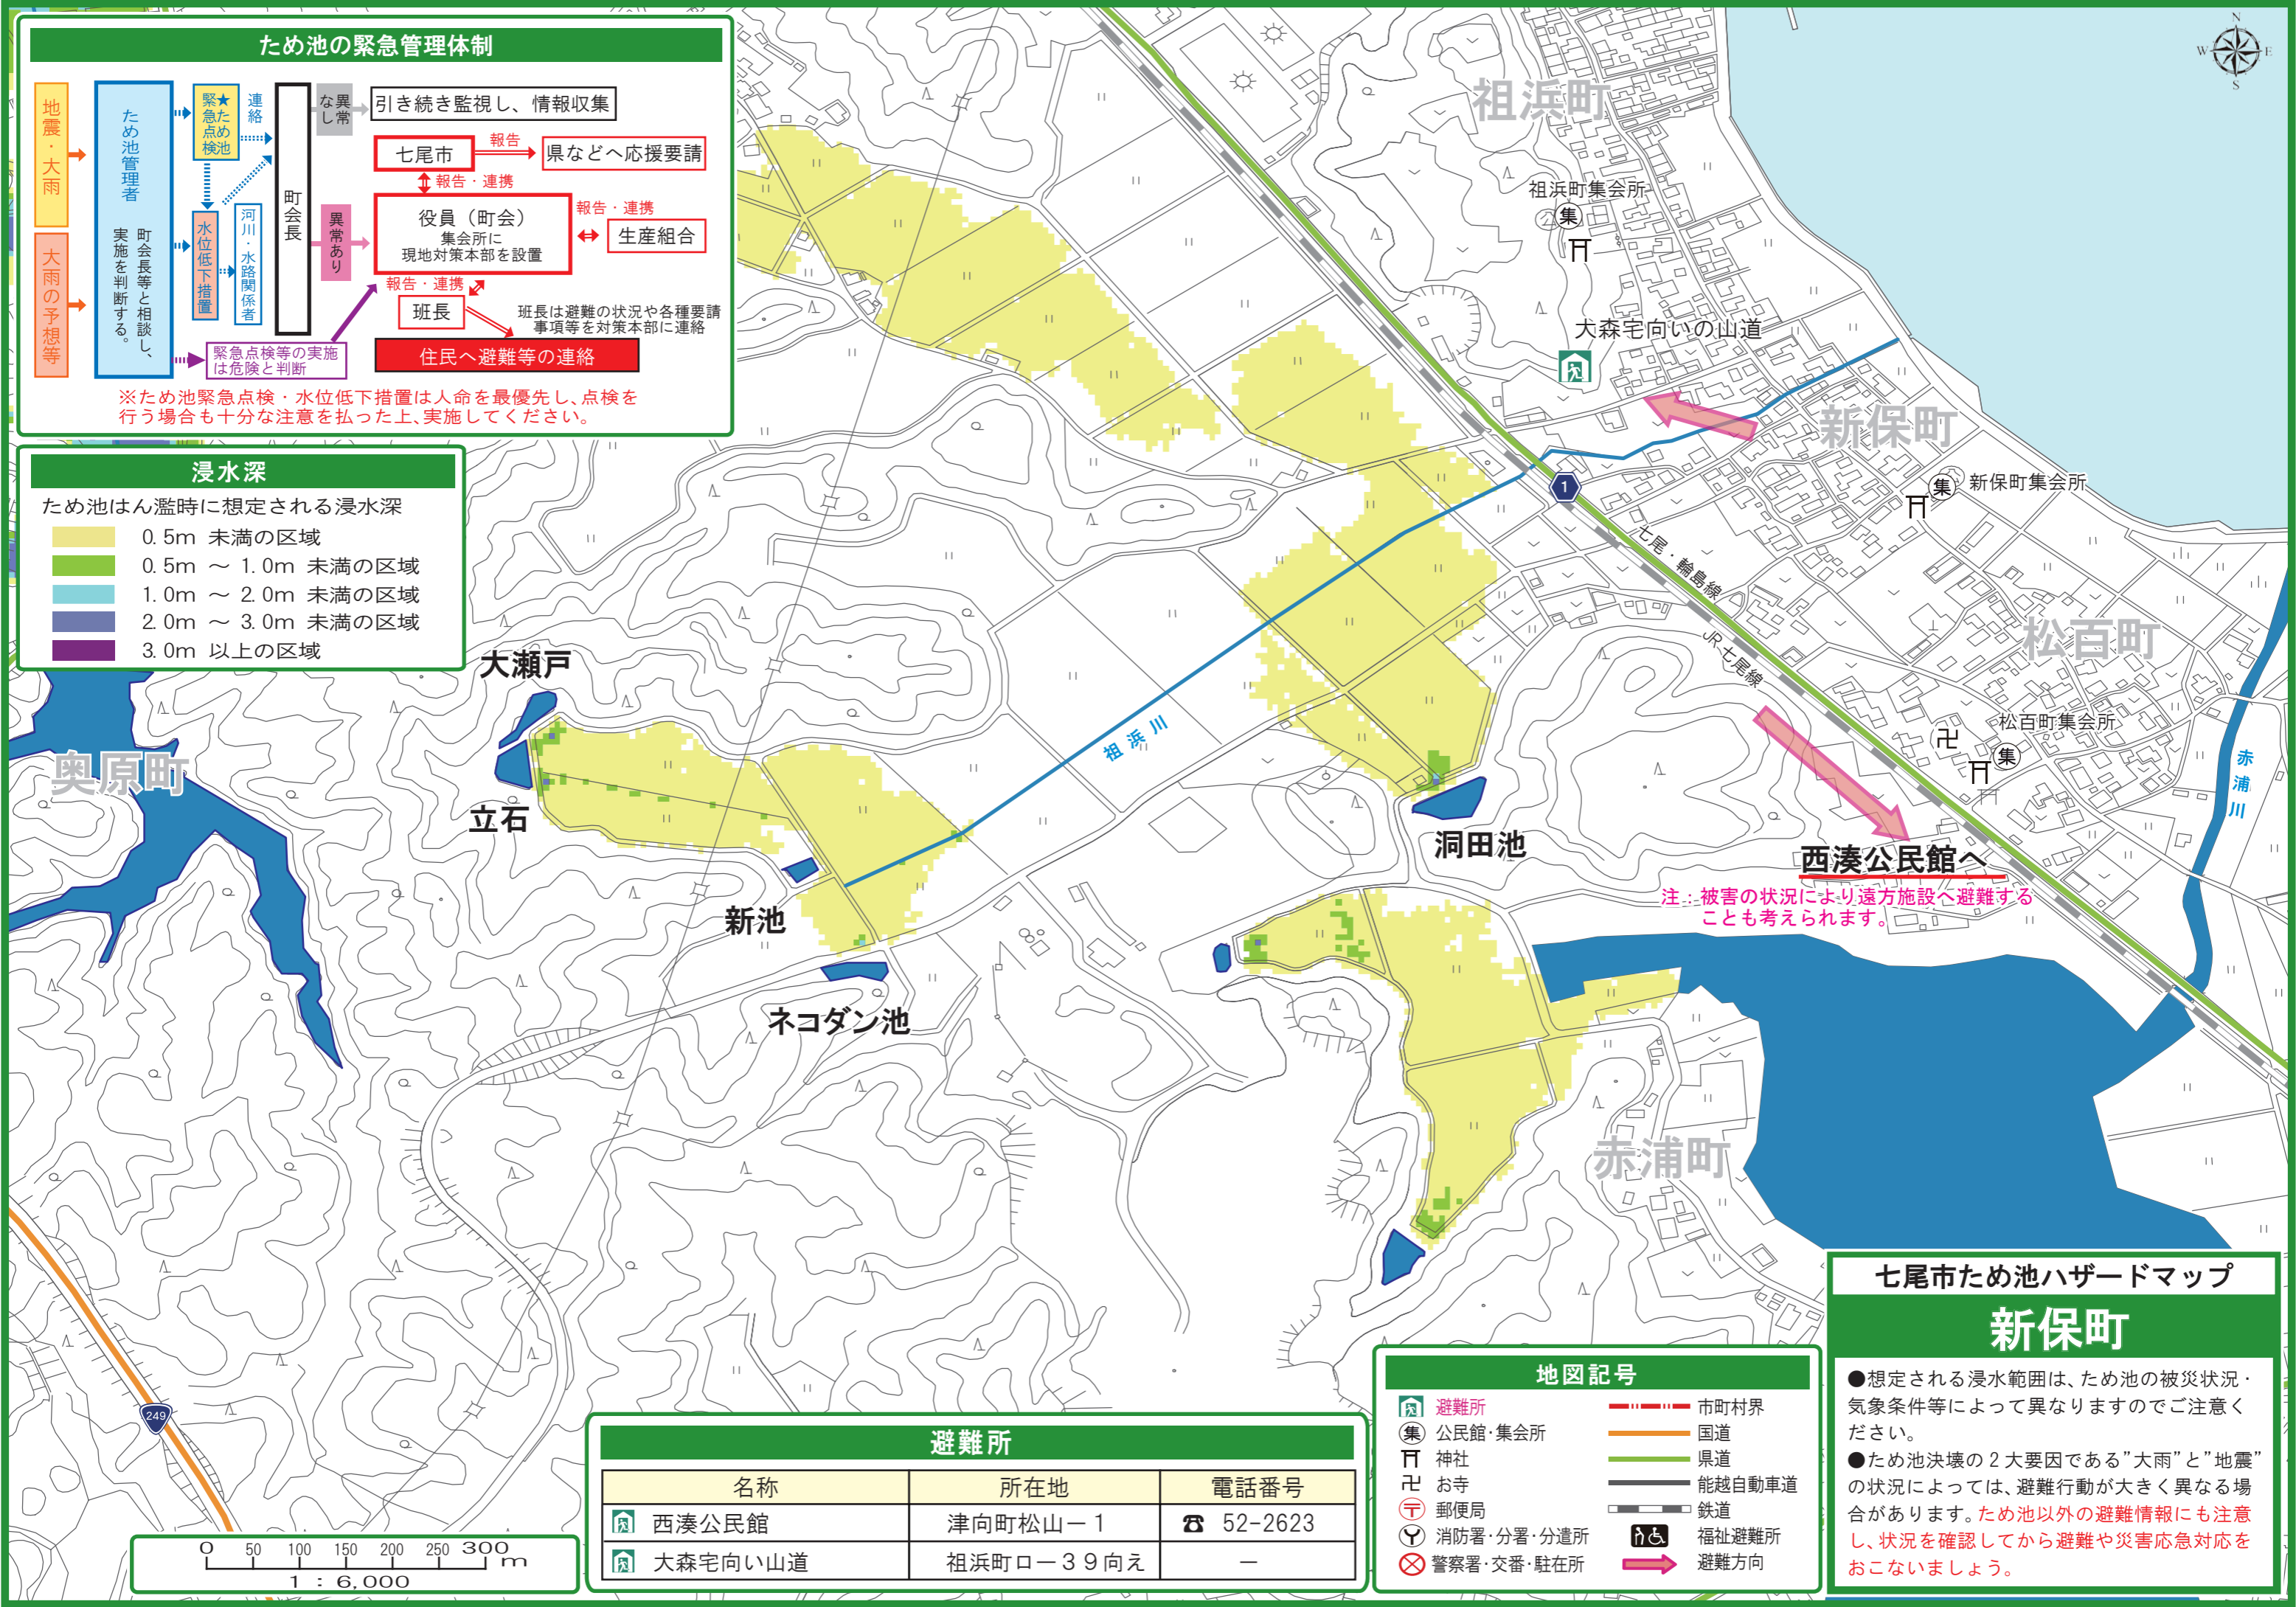 ため池の緊急管理体制
地震・大雨
大雨の予想等
ため池管理者
町会長等と相談し、
実施を判断する。
★ため池
緊急点検
連絡
水位低下措置
河川・水路関係者
緊急点検等の実施
は危険と判断
町会長
異常
なし
異常あり
引き続き監視し、情報収集
七尾市
報告
県などへ応援要請
報告・連携
役員（町会）
集会所に
現地対策本部を設置
報告・連携
生産組合
報告・連携
班長
班長は避難の状況や各種要請
事項等を対策本部に連絡
住民へ避難等の連絡
※ため池緊急点検・水位低下措置は人命を最優先し、点検を
行う場合も十分な注意を払った上、実施してください。
浸水深
ため池はん濫時に想定される浸水深
0.5m 未満の区域
0.5m ～ 1.0m 未満の区域
1.0m ～ 2.0m 未満の区域
2.0m ～ 3.0m 未満の区域
3.0m 以上の区域
N
W E
S
祖浜町
祖浜町集会所
公
集
大森宅向いの山道
新保町
集
新保町集会所
1
七尾・輪島線
JR七尾線
松百町
松百町集会所
集
赤浦川
祖浜川
大瀬戸
立石
奥原町
新池
ネコダン池
洞田池
西湊公民館へ
注：被害の状況により遠方施設へ避難する
ことも考えられます。
赤浦町
249
0 50 100 150 200 250 300
m
1 : 6,000
避難所
名称 所在地 電話番号
西湊公民館 津向町松山－1 ☎ 52-2623
大森宅向い山道 祖浜町ロー３９向え －
地図記号
避難所
集 公民館・集会所
神社
お寺
郵便局
消防署・分署・分遣所
警察署・交番・駐在所
市町村界
国道
県道
能越自動車道
鉄道
福祉避難所
避難方向
七尾市ため池ハザードマップ
新保町
●想定される浸水範囲は、ため池の被災状況・
気象条件等によって異なりますのでご注意く
ださい。
●ため池決壊の２大要因である”大雨”と”地震”
の状況によっては、避難行動が大きく異なる場
合があります。ため池以外の避難情報にも注意
し、状況を確認してから避難や災害応急対応を
おこないましょう。